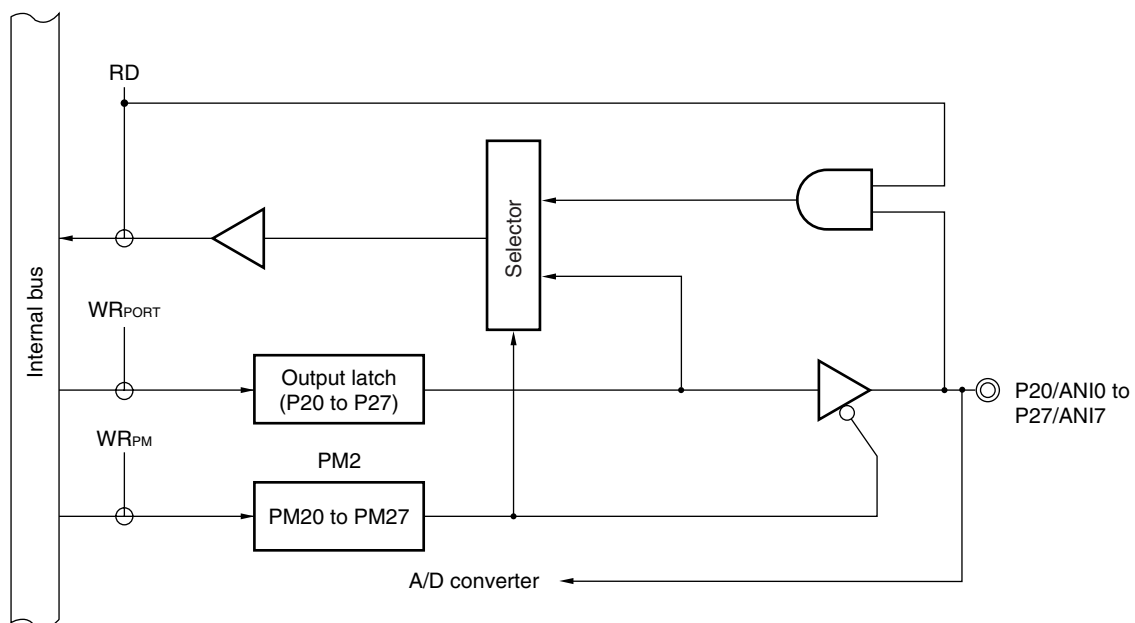 RD
Internal bus
Selector
WRPORT
Output latch
(P20 to P27)
P20/ANI0 to
P27/ANI7
WRPM
PM2
PM20 to PM27
A/D converter